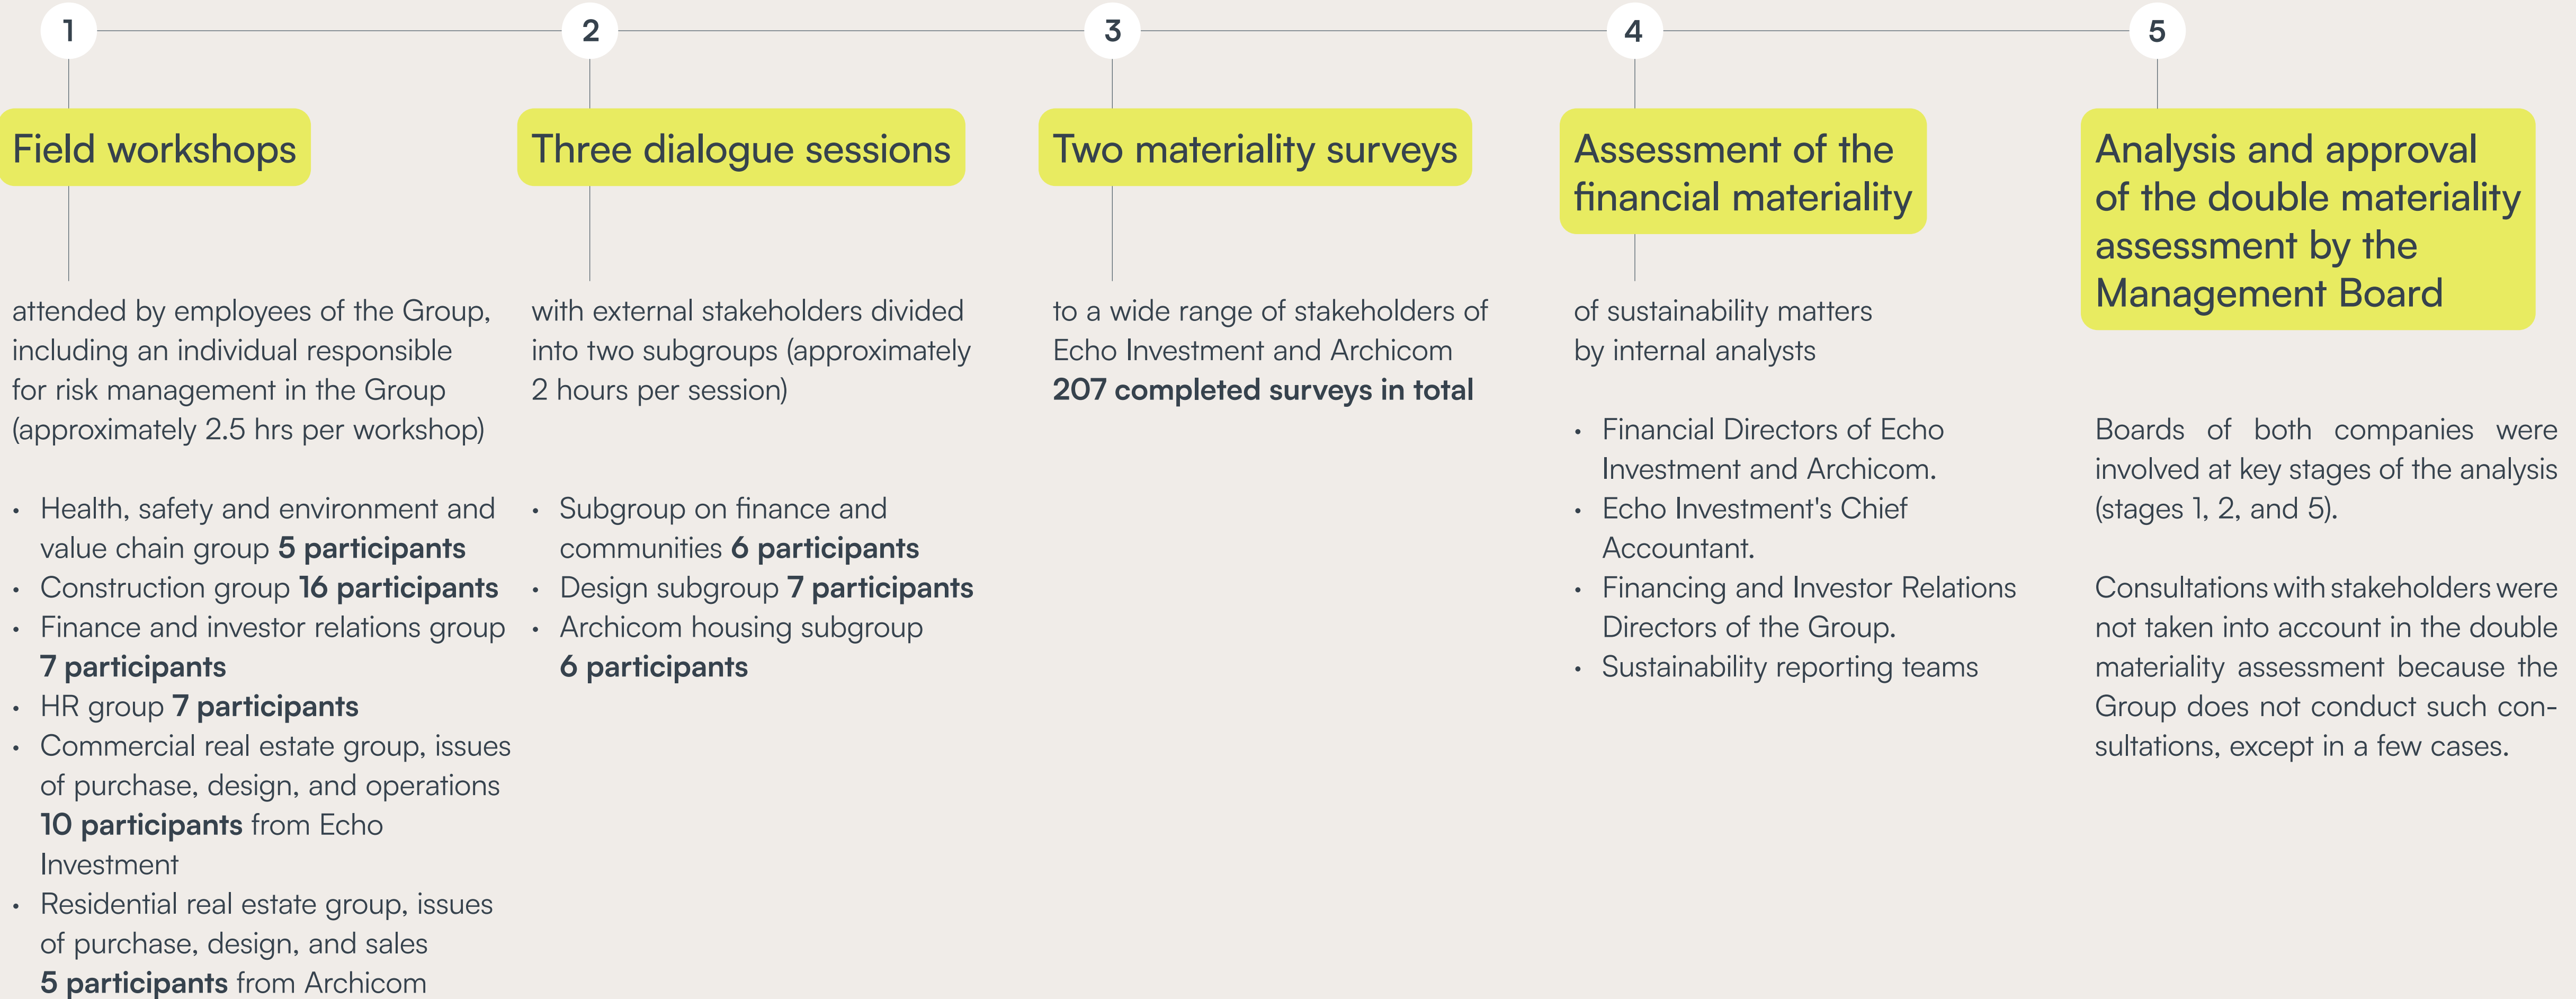 1
Field workshops
attended by employees of the Group,
including an individual responsible
for risk management in the Group
(approximately 2.5 hrs per workshop)
• Health, safety and environment and
value chain group 5 participants
• Construction group 16 participants
• Finance and investor relations group
7 participants
• HR group 7 participants
• Commercial real estate group, issues
of purchase, design, and operations
10 participants from Echo
Investment
• Residential real estate group, issues
of purchase, design, and sales
5 participants from Archicom
2
Three dialogue sessions
with external stakeholders divided
into two subgroups (approximately
2 hours per session)
• Subgroup on finance and
communities 6 participants
• Design subgroup 7 participants
• Archicom housing subgroup
6 participants
3
Two materiality surveys
to a wide range of stakeholders of
Echo Investment and Archicom
207 completed surveys in total
4
Assessment of the
financial materiality
of sustainability matters
by internal analysts
• Financial Directors of Echo
Investment and Archicom.
• Echo Investment's Chief
Accountant.
• Financing and Investor Relations
Directors of the Group.
• Sustainability reporting teams
5
Analysis and approval
of the double materiality
assessment by the
Management Board
Boards of both companies were
involved at key stages of the analysis
(stages 1, 2, and 5).
Consultations with stakeholders were
not taken into account in the double
materiality assessment because the
Group does not conduct such con-
sultations, except in a few cases.